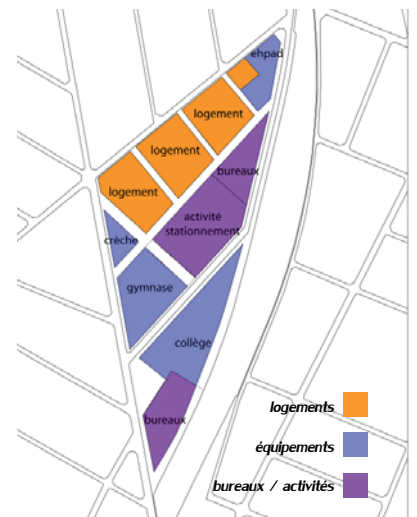 ehpad
logement
logement
bureaux
logement
activité
stationnement
crèche
gymnase
collège
bureaux
logements
équipements
bureaux / activités